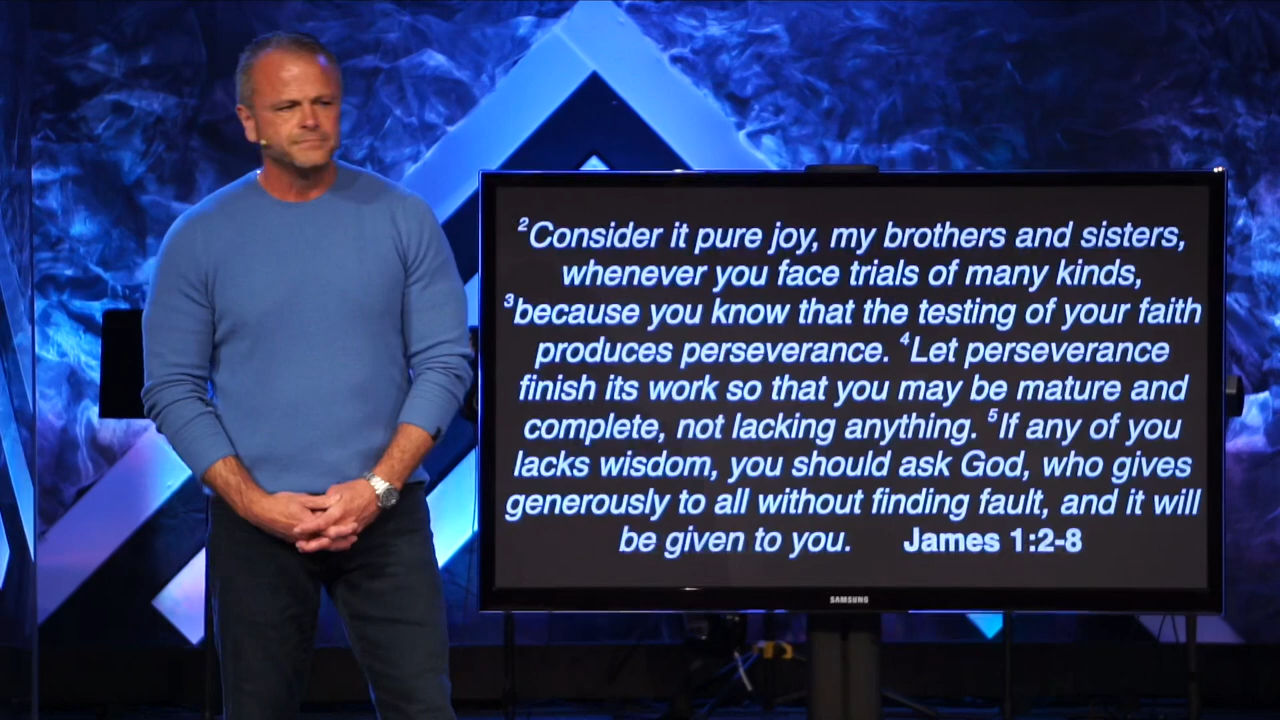 ²Consider it pure joy, my brothers and sisters,
whenever you face trials of many kinds,
³because you know that the testing of your faith
produces perseverance. ⁴Let perseverance
finish its work so that you may be mature and
complete, not lacking anything. ⁵If any of you
lacks wisdom, you should ask God, who gives
generously to all without finding fault, and it will
be given to you. James 1:2-8
SAMSUNG